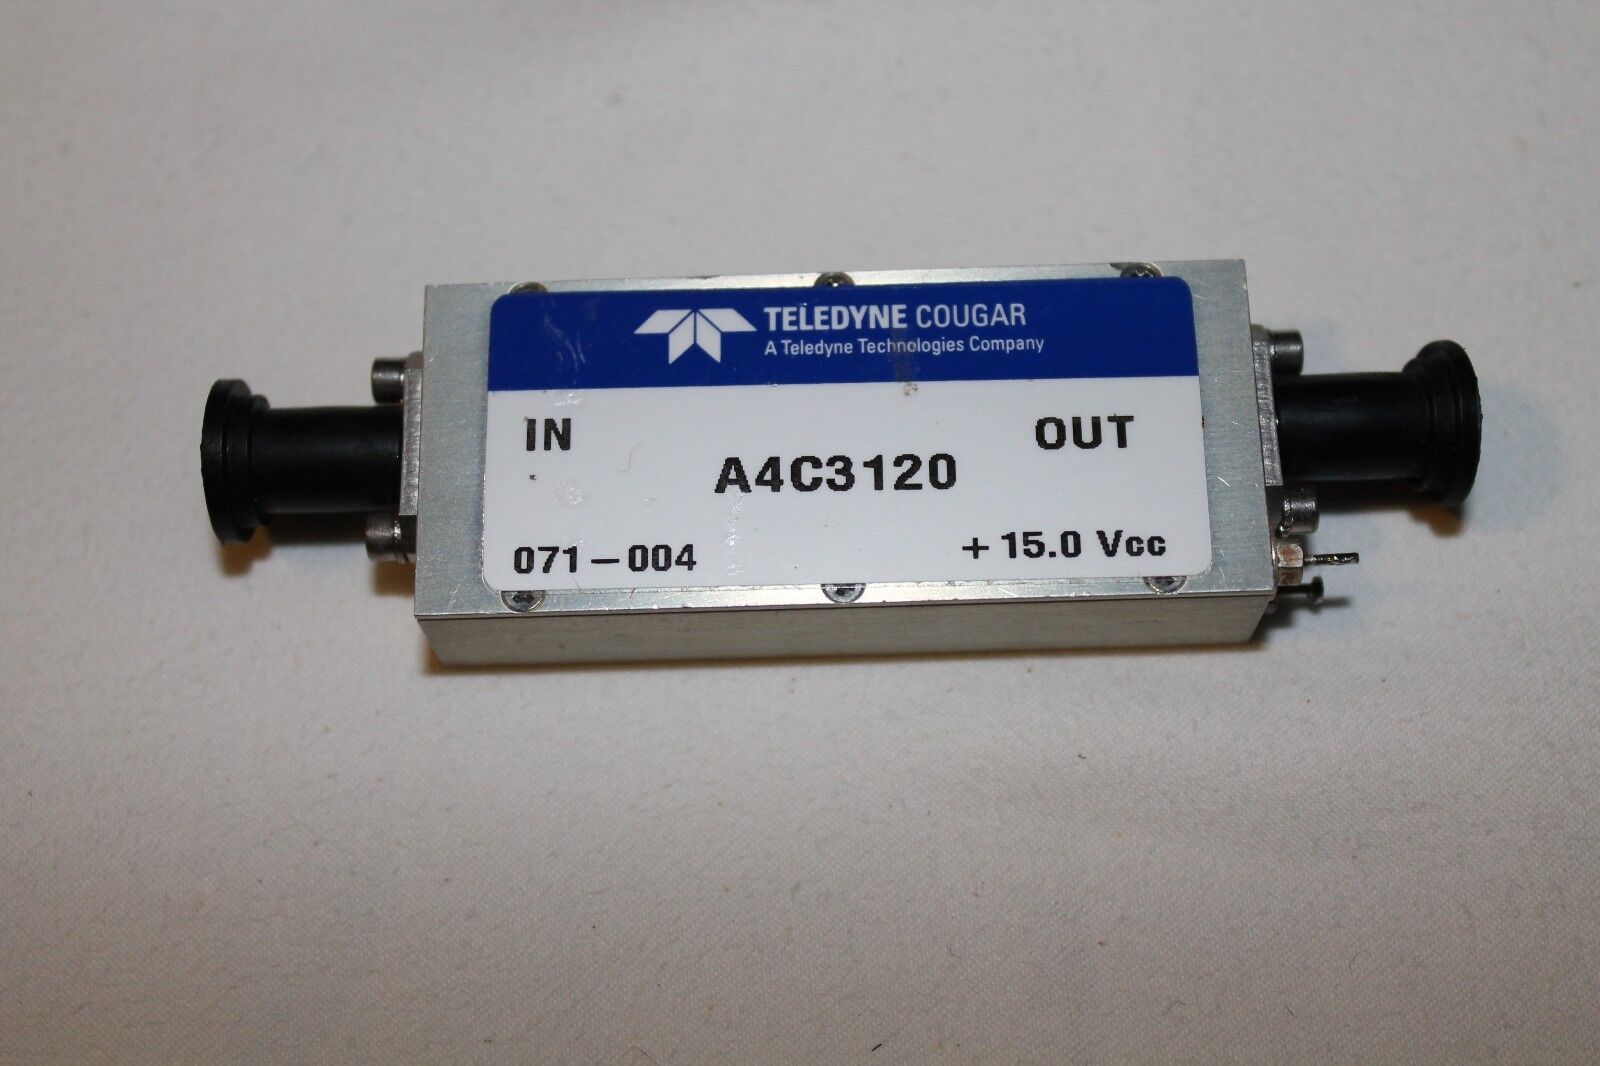 TELEDYNE COUGAR
A Teledyne Technologies Company
IN
OUT
A4C3120
071-004
+15.0 Vcc